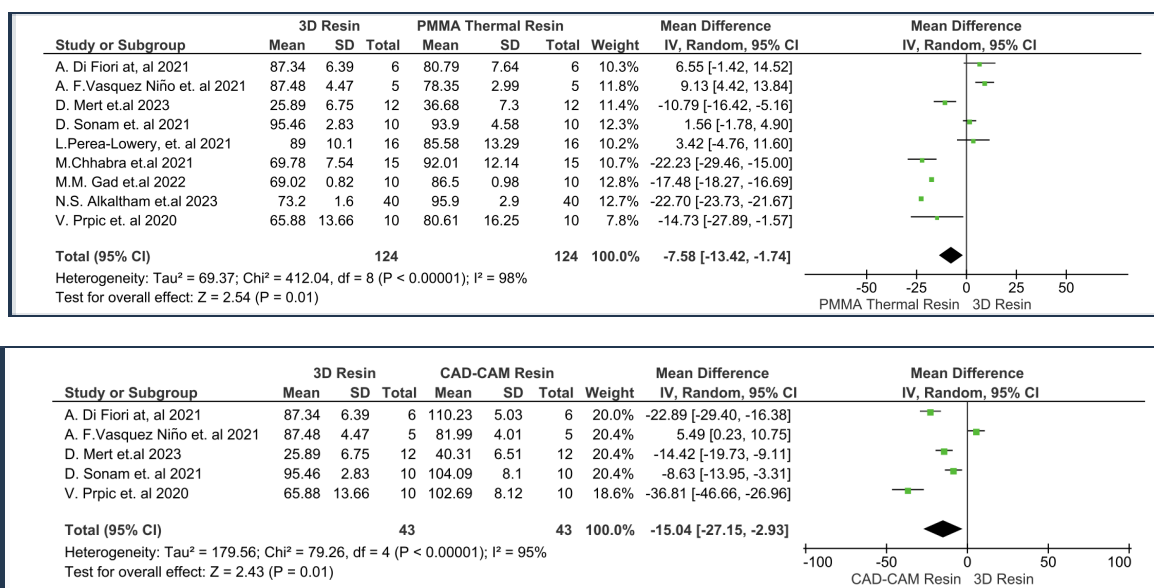 3D Resin PMMA Thermal Resin Mean Difference Mean Difference
Study or Subgroup Mean SD Total Mean SD Total Weight IV, Random, 95% CI IV, Random, 95% CI
A. Di Fiori at, al 2021 87.34 6.39 6 80.79 7.64 6 10.3% 6.55 [-1.42, 14.52]
A. F.Vasquez Niño et. al 2021 87.48 4.47 5 78.35 2.99 5 11.8% 9.13 [4.42, 13.84]
D. Mert et.al 2023 25.89 6.75 12 36.68 7.3 12 11.4% -10.79 [-16.42, -5.16]
D. Sonam et. al 2021 95.46 2.83 10 93.9 4.58 10 12.3% 1.56 [-1.78, 4.90]
L.Perea-Lowery, et. al 2021 89 10.1 16 85.58 13.29 16 10.2% 3.42 [-4.76, 11.60]
M.Chhabra et.al 2021 69.78 7.54 15 92.01 12.14 15 10.7% -22.23 [-29.46, -15.00]
M.M. Gad et.al 2022 69.02 0.82 10 86.5 0.98 10 12.8% -17.48 [-18.27, -16.69]
N.S. Alkaltham et.al 2023 73.2 1.6 40 95.9 2.9 40 12.7% -22.70 [-23.73, -21.67]
V. Prpic et. al 2020 65.88 13.66 10 80.61 16.25 10 7.8% -14.73 [-27.89, -1.57]
Total (95% CI) 124 124 100.0% -7.58 [-13.42, -1.74]
Heterogeneity: Tau² = 69.37; Chi² = 412.04, df = 8 (P < 0.00001); I² = 98%
Test for overall effect: Z = 2.54 (P = 0.01)
-50 -25 0 25 50
PMMA Thermal Resin 3D Resin
3D Resin CAD-CAM Resin Mean Difference Mean Difference
Study or Subgroup Mean SD Total Mean SD Total Weight IV, Random, 95% CI IV, Random, 95% CI
A. Di Fiori at, al 2021 87.34 6.39 6 110.23 5.03 6 20.0% -22.89 [-29.40, -16.38]
A. F.Vasquez Niño et. al 2021 87.48 4.47 5 81.99 4.01 5 20.4% 5.49 [0.23, 10.75]
D. Mert et.al 2023 25.89 6.75 12 40.31 6.51 12 20.4% -14.42 [-19.73, -9.11]
D. Sonam et. al 2021 95.46 2.83 10 104.09 8.1 10 20.4% -8.63 [-13.95, -3.31]
V. Prpic et. al 2020 65.88 13.66 10 102.69 8.12 10 18.6% -36.81 [-46.66, -26.96]
Total (95% CI) 43 43 100.0% -15.04 [-27.15, -2.93]
Heterogeneity: Tau² = 179.56; Chi² = 79.26, df = 4 (P < 0.00001); I² = 95%
Test for overall effect: Z = 2.43 (P = 0.01)
-100 -50 0 50 100
CAD-CAM Resin 3D Resin